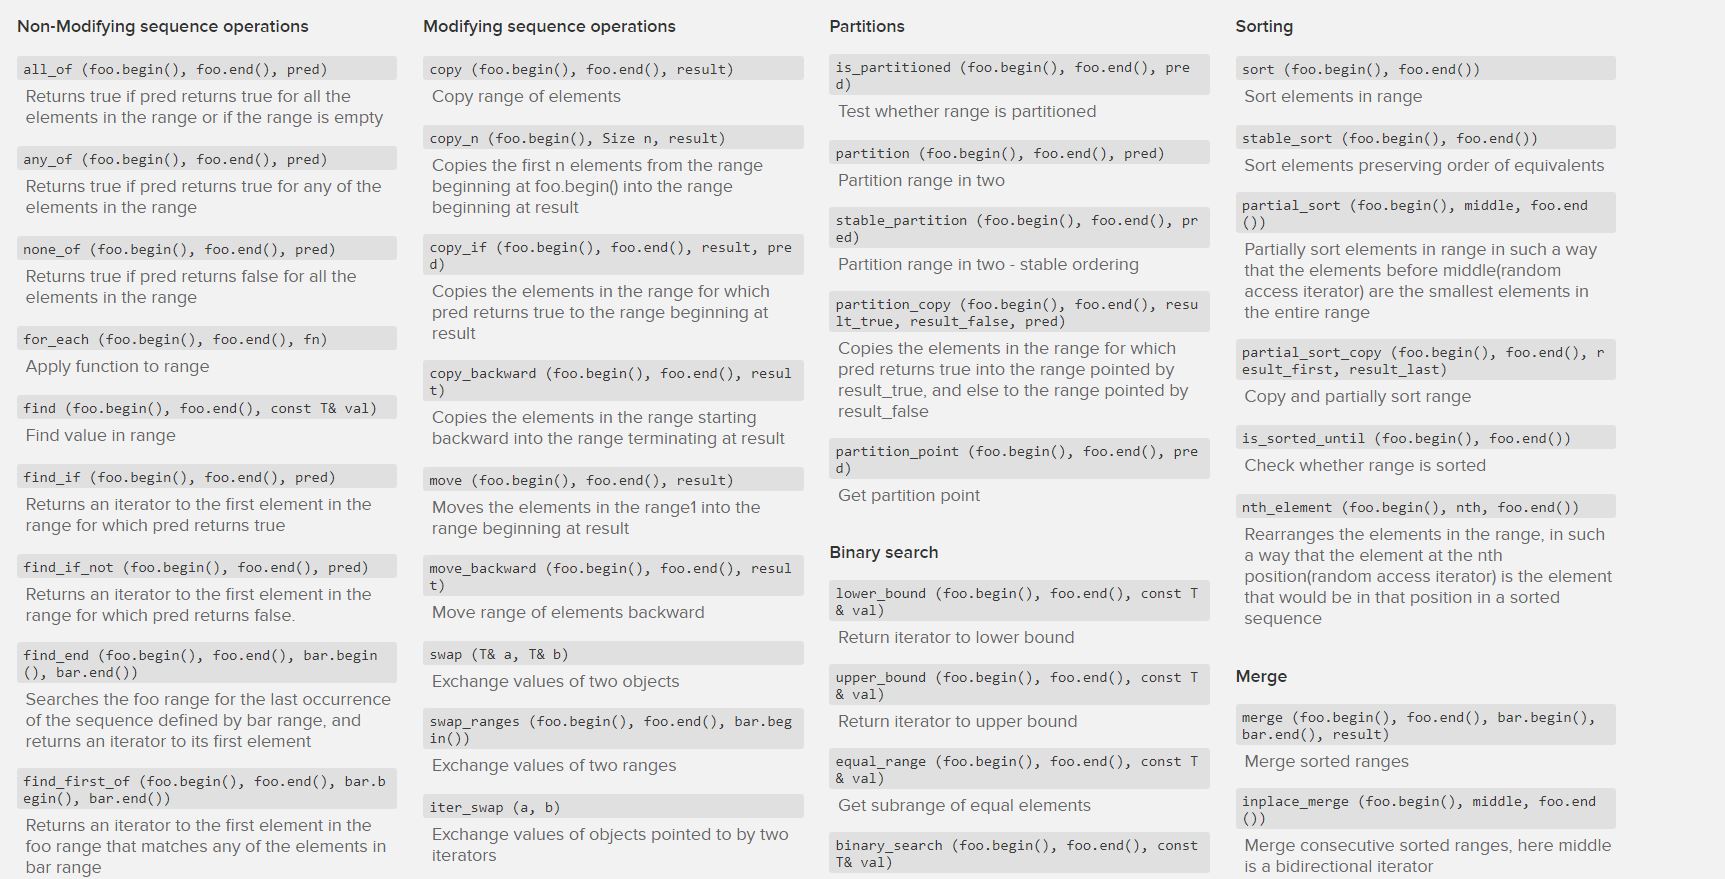 Non-Modifying sequence operations
all_of (foo.begin(), foo.end(), pred)
Returns true if pred returns true for all the
elements in the range or if the range is empty
any_of (foo.begin(), foo.end(), pred)
Returns true if pred returns true for any of the
elements in the range
none_of (foo.begin(), foo.end(), pred)
Returns true if pred returns false for all the
elements in the range
for_each (foo.begin(), foo.end(), fn)
Apply function to range
find (foo.begin(), foo.end(), const T& val)
Find value in range
find_if (foo.begin(), foo.end(), pred)
Returns an iterator to the first element in the
range for which pred returns true
find_if_not (foo.begin(), foo.end(), pred)
Returns an iterator to the first element in the
range for which pred returns false.
find_end (foo.begin(), foo.end(), bar.begin
(), bar.end())
Searches the foo range for the last occurrence
of the sequence defined by bar range, and
returns an iterator to its first element
find_first_of (foo.begin(), foo.end(), bar.b
egin(), bar.end())
Returns an iterator to the first element in the
foo range that matches any of the elements in
bar range
Modifying sequence operations
copy (foo.begin(), foo.end(), result)
Copy range of elements
copy_n (foo.begin(), Size n, result)
Copies the first n elements from the range
beginning at foo.begin() into the range
beginning at result
copy_if (foo.begin(), foo.end(), result, pre
d)
Copies the elements in the range for which
pred returns true to the range beginning at
result
copy_backward (foo.begin(), foo.end(), resul
t)
Copies the elements in the range starting
backward into the range terminating at result
move (foo.begin(), foo.end(), result)
Moves the elements in the range1 into the
range beginning at result
move_backward (foo.begin(), foo.end(), resul
t)
Move range of elements backward
swap (T& a, T& b)
Exchange values of two objects
swap_ranges (foo.begin(), foo.end(), bar.beg
in())
Exchange values of two ranges
iter_swap (a, b)
Exchange values of objects pointed to by two
iterators
Partitions
is_partitioned (foo.begin(), foo.end(), pre
d)
Test whether range is partitioned
partition (foo.begin(), foo.end(), pred)
Partition range in two
stable_partition (foo.begin(), foo.end(), pr
ed)
Partition range in two - stable ordering
partition_copy (foo.begin(), foo.end(), resu
lt_true, result_false, pred)
Copies the elements in the range for which
pred returns true into the range pointed by
result_true, and else to the range pointed by
result_false
partition_point (foo.begin(), foo.end(), pre
d)
Get partition point
Binary search
lower_bound (foo.begin(), foo.end(), const T
& val)
Return iterator to lower bound
upper_bound (foo.begin(), foo.end(), const T
& val)
Return iterator to upper bound
equal_range (foo.begin(), foo.end(), const T
& val)
Get subrange of equal elements
binary_search (foo.begin(), foo.end(), const
T& val)
Sorting
sort (foo.begin(), foo.end())
Sort elements in range
stable_sort (foo.begin(), foo.end())
Sort elements preserving order of equivalents
partial_sort (foo.begin(), middle, foo.end
())
Partially sort elements in range in such a way
that the elements before middle(random
access iterator) are the smallest elements in
the entire range
partial_sort_copy (foo.begin(), foo.end(), r
esult_first, result_last)
Copy and partially sort range
is_sorted_until (foo.begin(), foo.end())
Check whether range is sorted
nth_element (foo.begin(), nth, foo.end())
Rearranges the elements in the range, in such
a way that the element at the nth
position(random access iterator) is the element
that would be in that position in a sorted
sequence
Merge
merge (foo.begin(), foo.end(), bar.begin(),
bar.end(), result)
Merge sorted ranges
inplace_merge (foo.begin(), middle, foo.end
())
Merge consecutive sorted ranges, here middle
is a bidirectional iterator